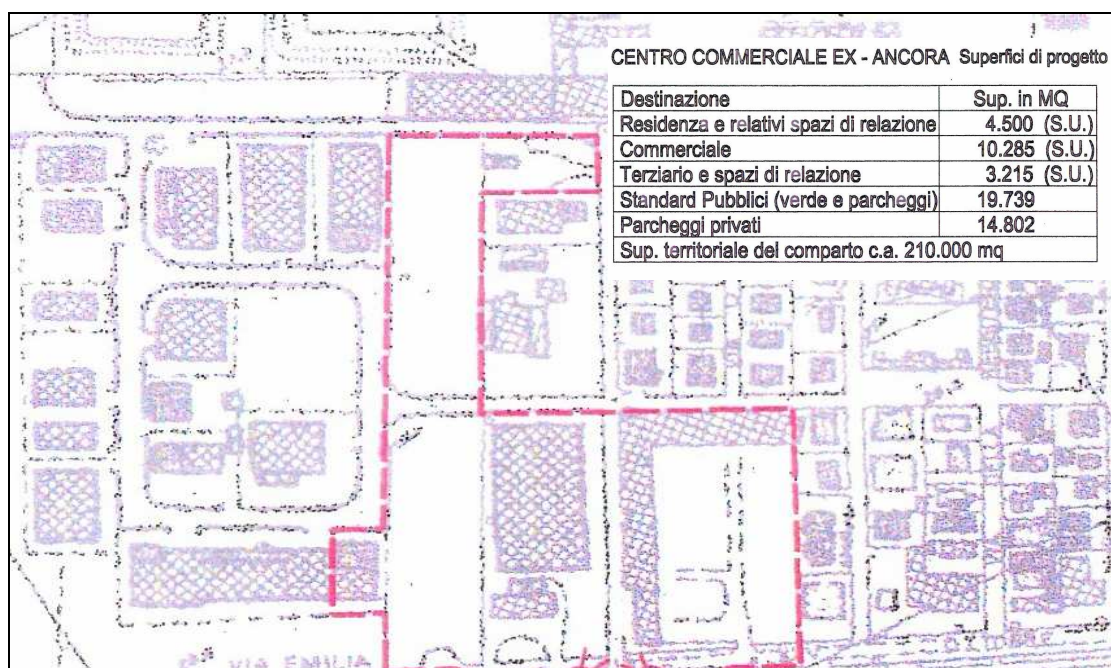 CENTRO COMMERCIALE EX - ANCORA Superfici di progetto
Destinazione Sup. in MQ
Residenza e relativi spazi di relazione 4.500 (S.U.)
Commerciale 10.285 (S.U.)
Terziario e spazi di relazione 3.215 (S.U.)
Standard Pubblici (verde e parcheggi) 19.739
Parcheggi privati 14.802
Sup. territoriale del comparto c.a. 210.000 mq
VIA EMILIA